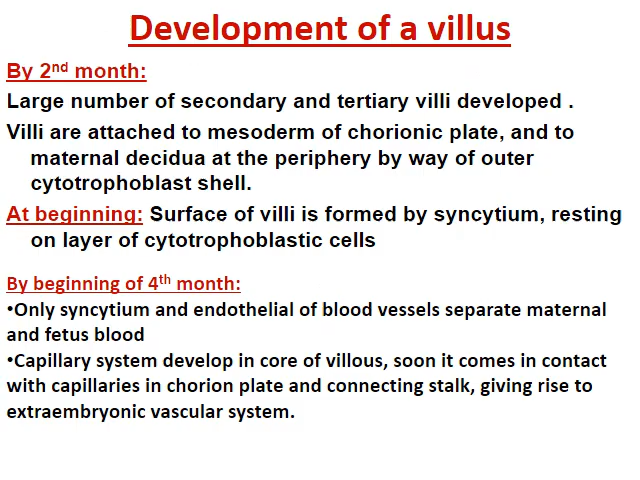 Development of a villus
By 2nd month:
Large number of secondary and tertiary villi developed .
Villi are attached to mesoderm of chorionic plate, and to
maternal decidua at the periphery by way of outer
cytotrophoblast shell.
At beginning: Surface of villi is formed by syncytium, resting
on layer of cytotrophoblastic cells
By beginning of 4th month:
•Only syncytium and endothelial of blood vessels separate maternal
and fetus blood
•Capillary system develop in core of villous, soon it comes in contact
with capillaries in chorion plate and connecting stalk, giving rise to
extraembryonic vascular system.